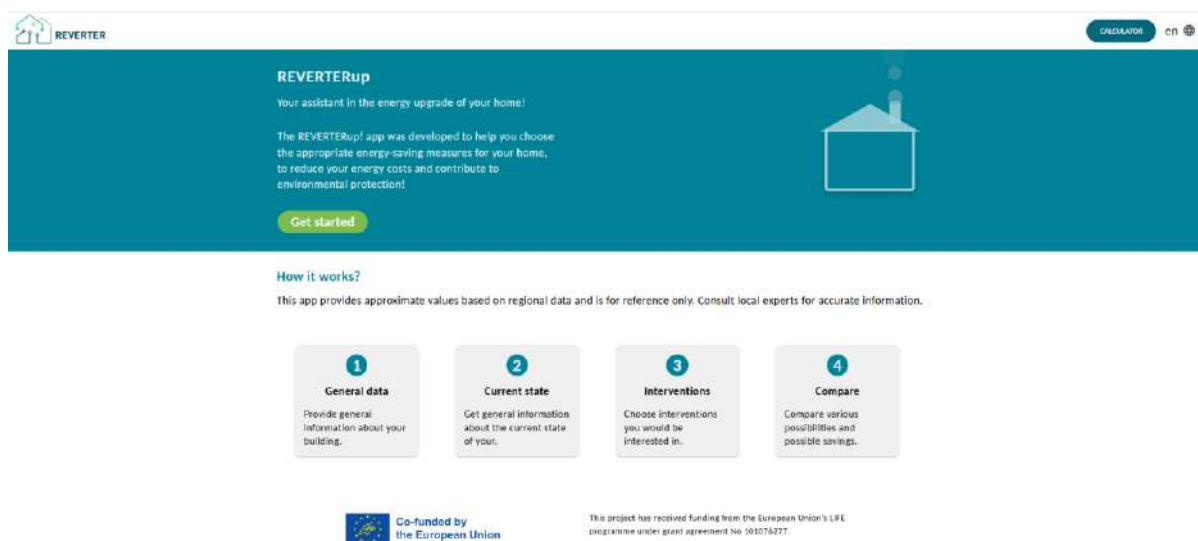 REVERTER
CALCULATOR
en
REVERTERup
Your assistant in the energy upgrade of your home!
The REVERTERup! app was developed to help you choose
the appropriate energy-saving measures for your home,
to reduce your energy costs and contribute to
environmental protection!
Get started
How it works?
This app provides approximate values based on regional data and is for reference only. Consult local experts for accurate information.
1
General data
Provide general
information about your
building.
2
Current state
Get general information
about the current state
of your.
3
Interventions
Choose interventions
you would be
interested in.
4
Compare
Compare various
possibilities and
possible savings.
Co-funded by
the European Union
This project has received funding from the European Union's LIFE
programme under grant agreement No 101076277.